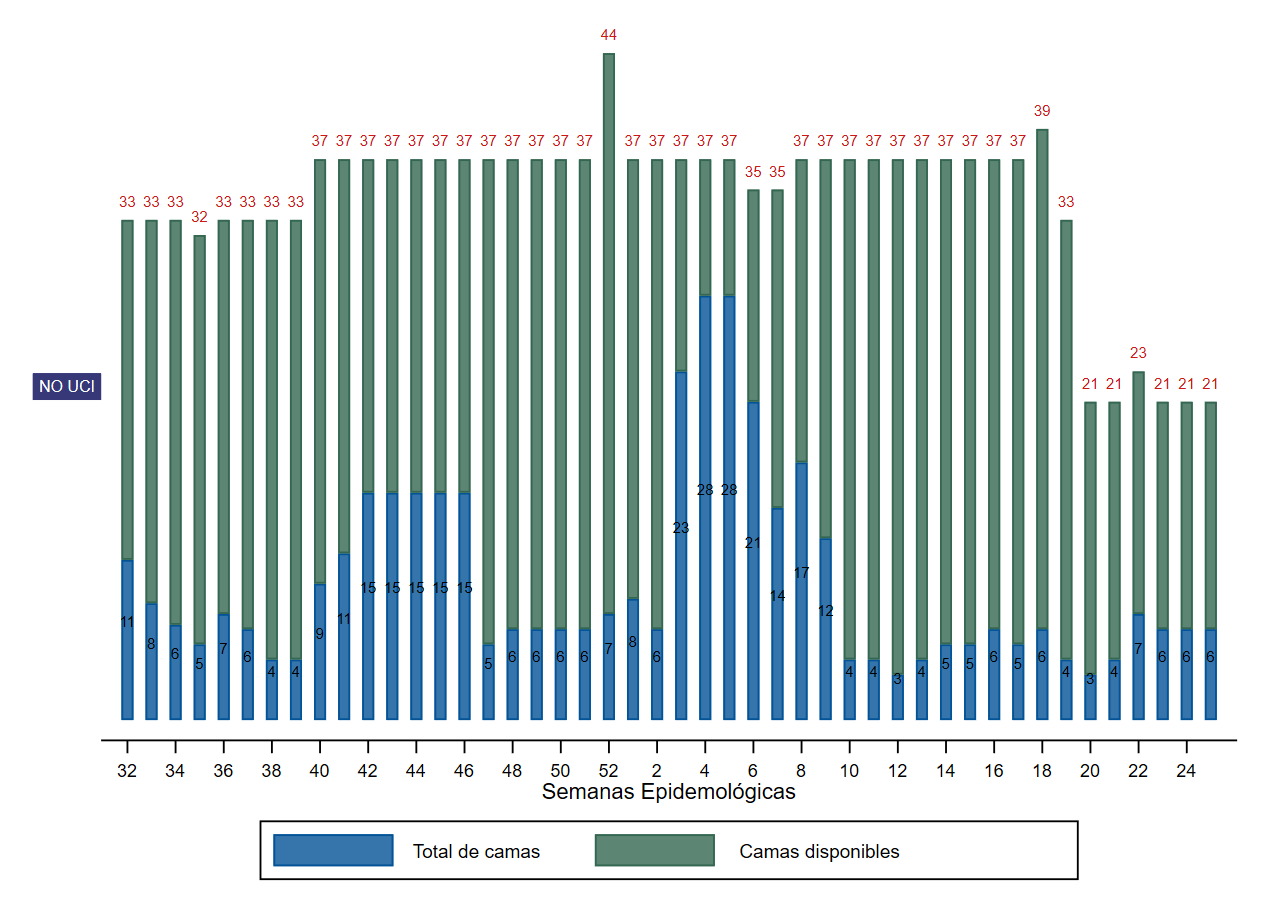 44
39
37 37 37 37 37 37 37 37 37 37 37 37 37 37 37 37 37 37 37 37 37 37 37 37 37 37 37
35 35
33 33 33 33 33 33 33 33
32
23
NO UCI
21 21 21 21 21
28 28
23
21
17
15 15 15 15 15
14
12
11 11
9
8 8
7 7 7
6 6 6 6 6 6 6 6 6 6 6 6
5 5 5 5 5
4 4 4 4 4 4 4
3 3
32 34 36 38 40 42 44 46 48 50 52 2 4 6 8 10 12 14 16 18 20 22 24
Semanas Epidemológicas
Total de camas Camas disponibles